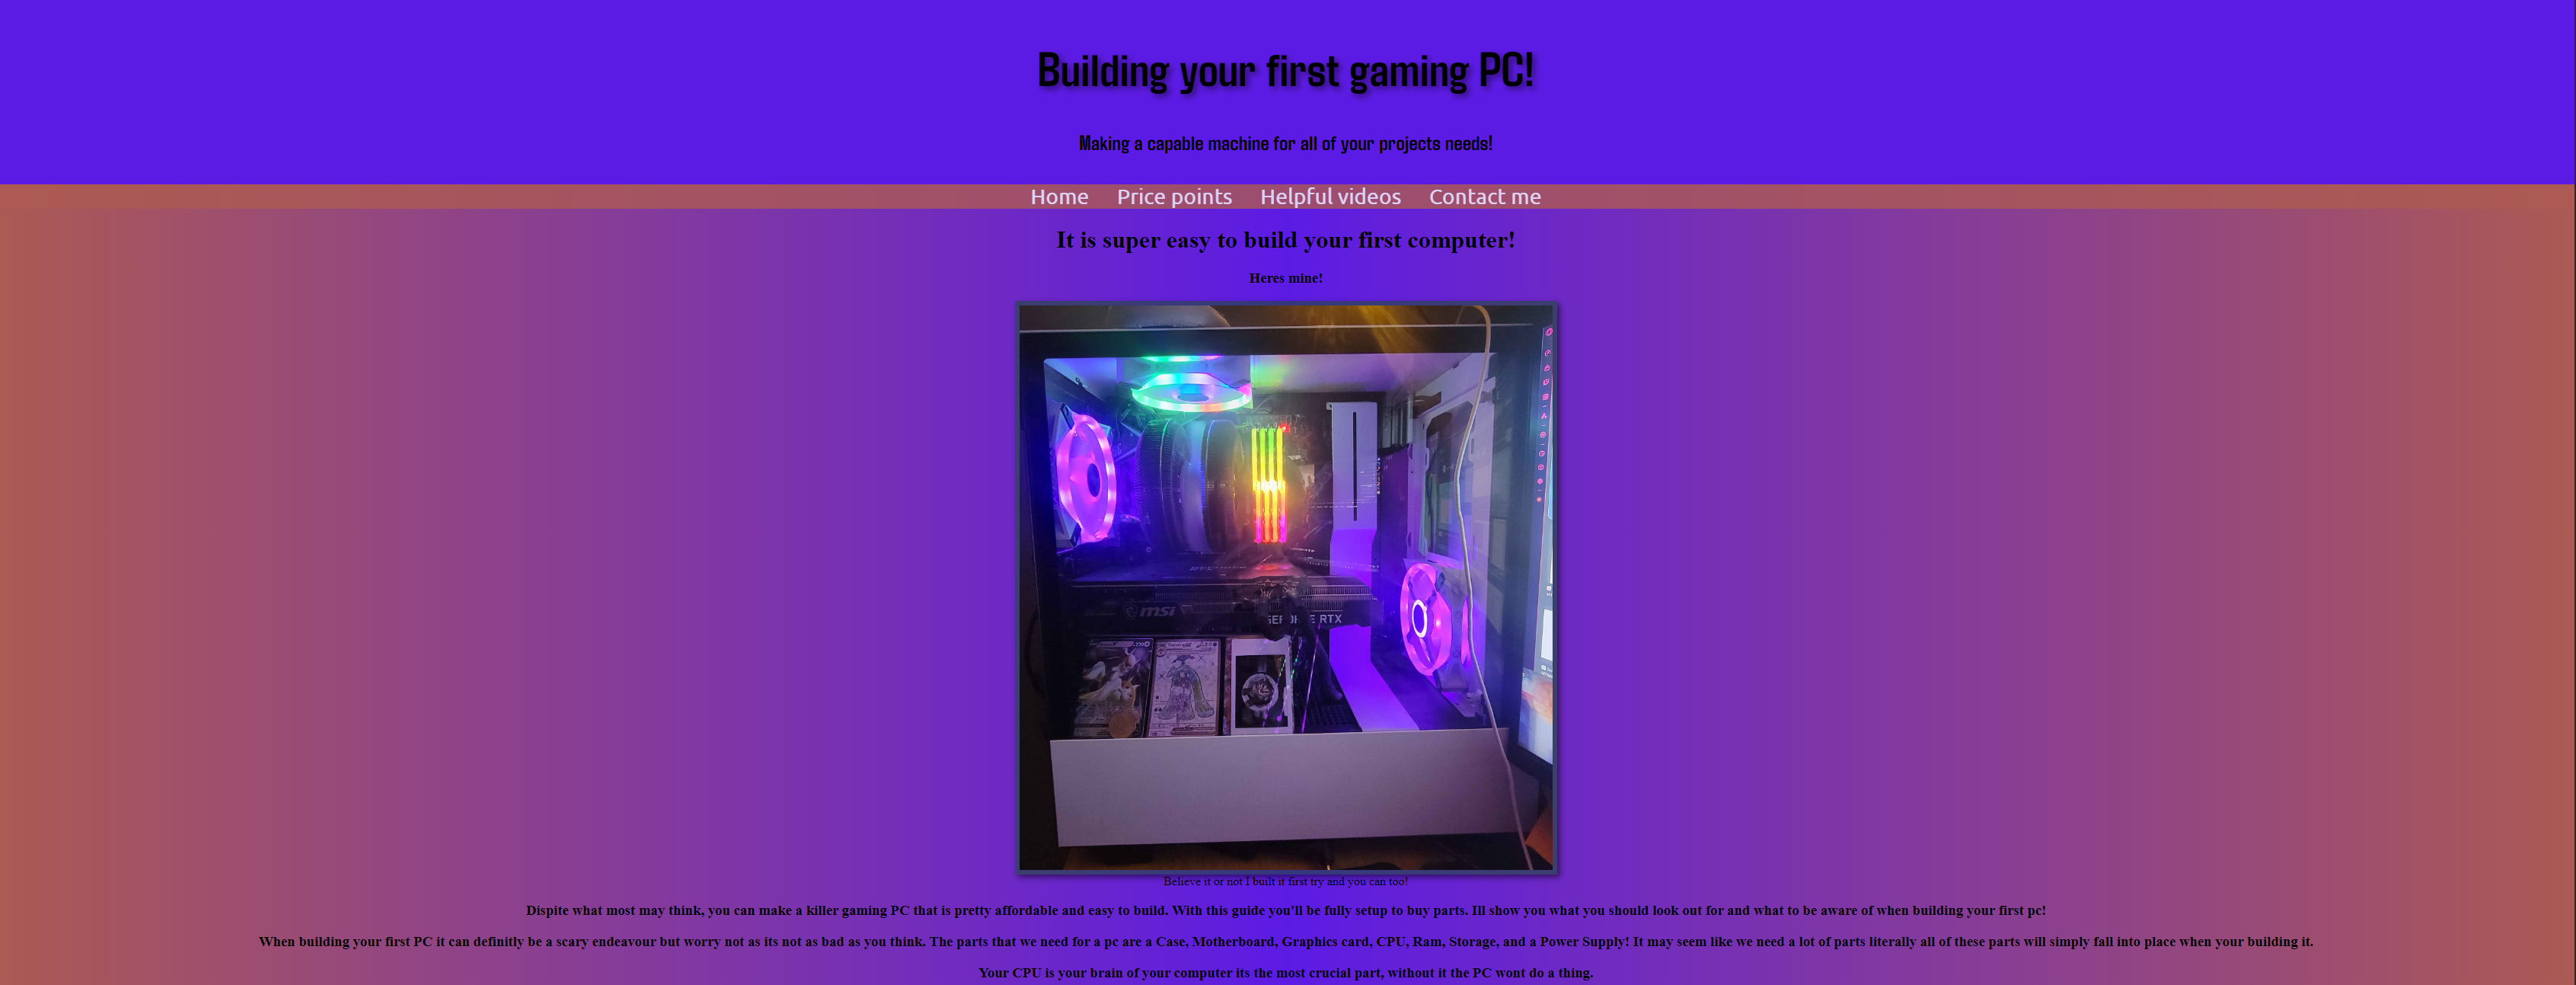 Building your first gaming PC!
Making a capable machine for all of your projects needs!
Home Price points Helpful videos Contact me
It is super easy to build your first computer!
Heres mine!
msi
GEFORCE RTX
Believe it or not I built it first try and you can too!
Dispite what most may think, you can make a killer gaming PC that is pretty affordable and easy to build. With this guide you'll be fully setup to buy parts. Ill show you what you should look out for and what to be aware of when building your first pc!
When building your first PC it can definitly be a scary endeavour but worry not as its not as bad as you think. The parts that we need for a pc are a Case, Motherboard, Graphics card, CPU, Ram, Storage, and a Power Supply! It may seem like we need a lot of parts literally all of these parts will simply fall into place when your building it.
Your CPU is your brain of your computer its the most crucial part, without it the PC wont do a thing.